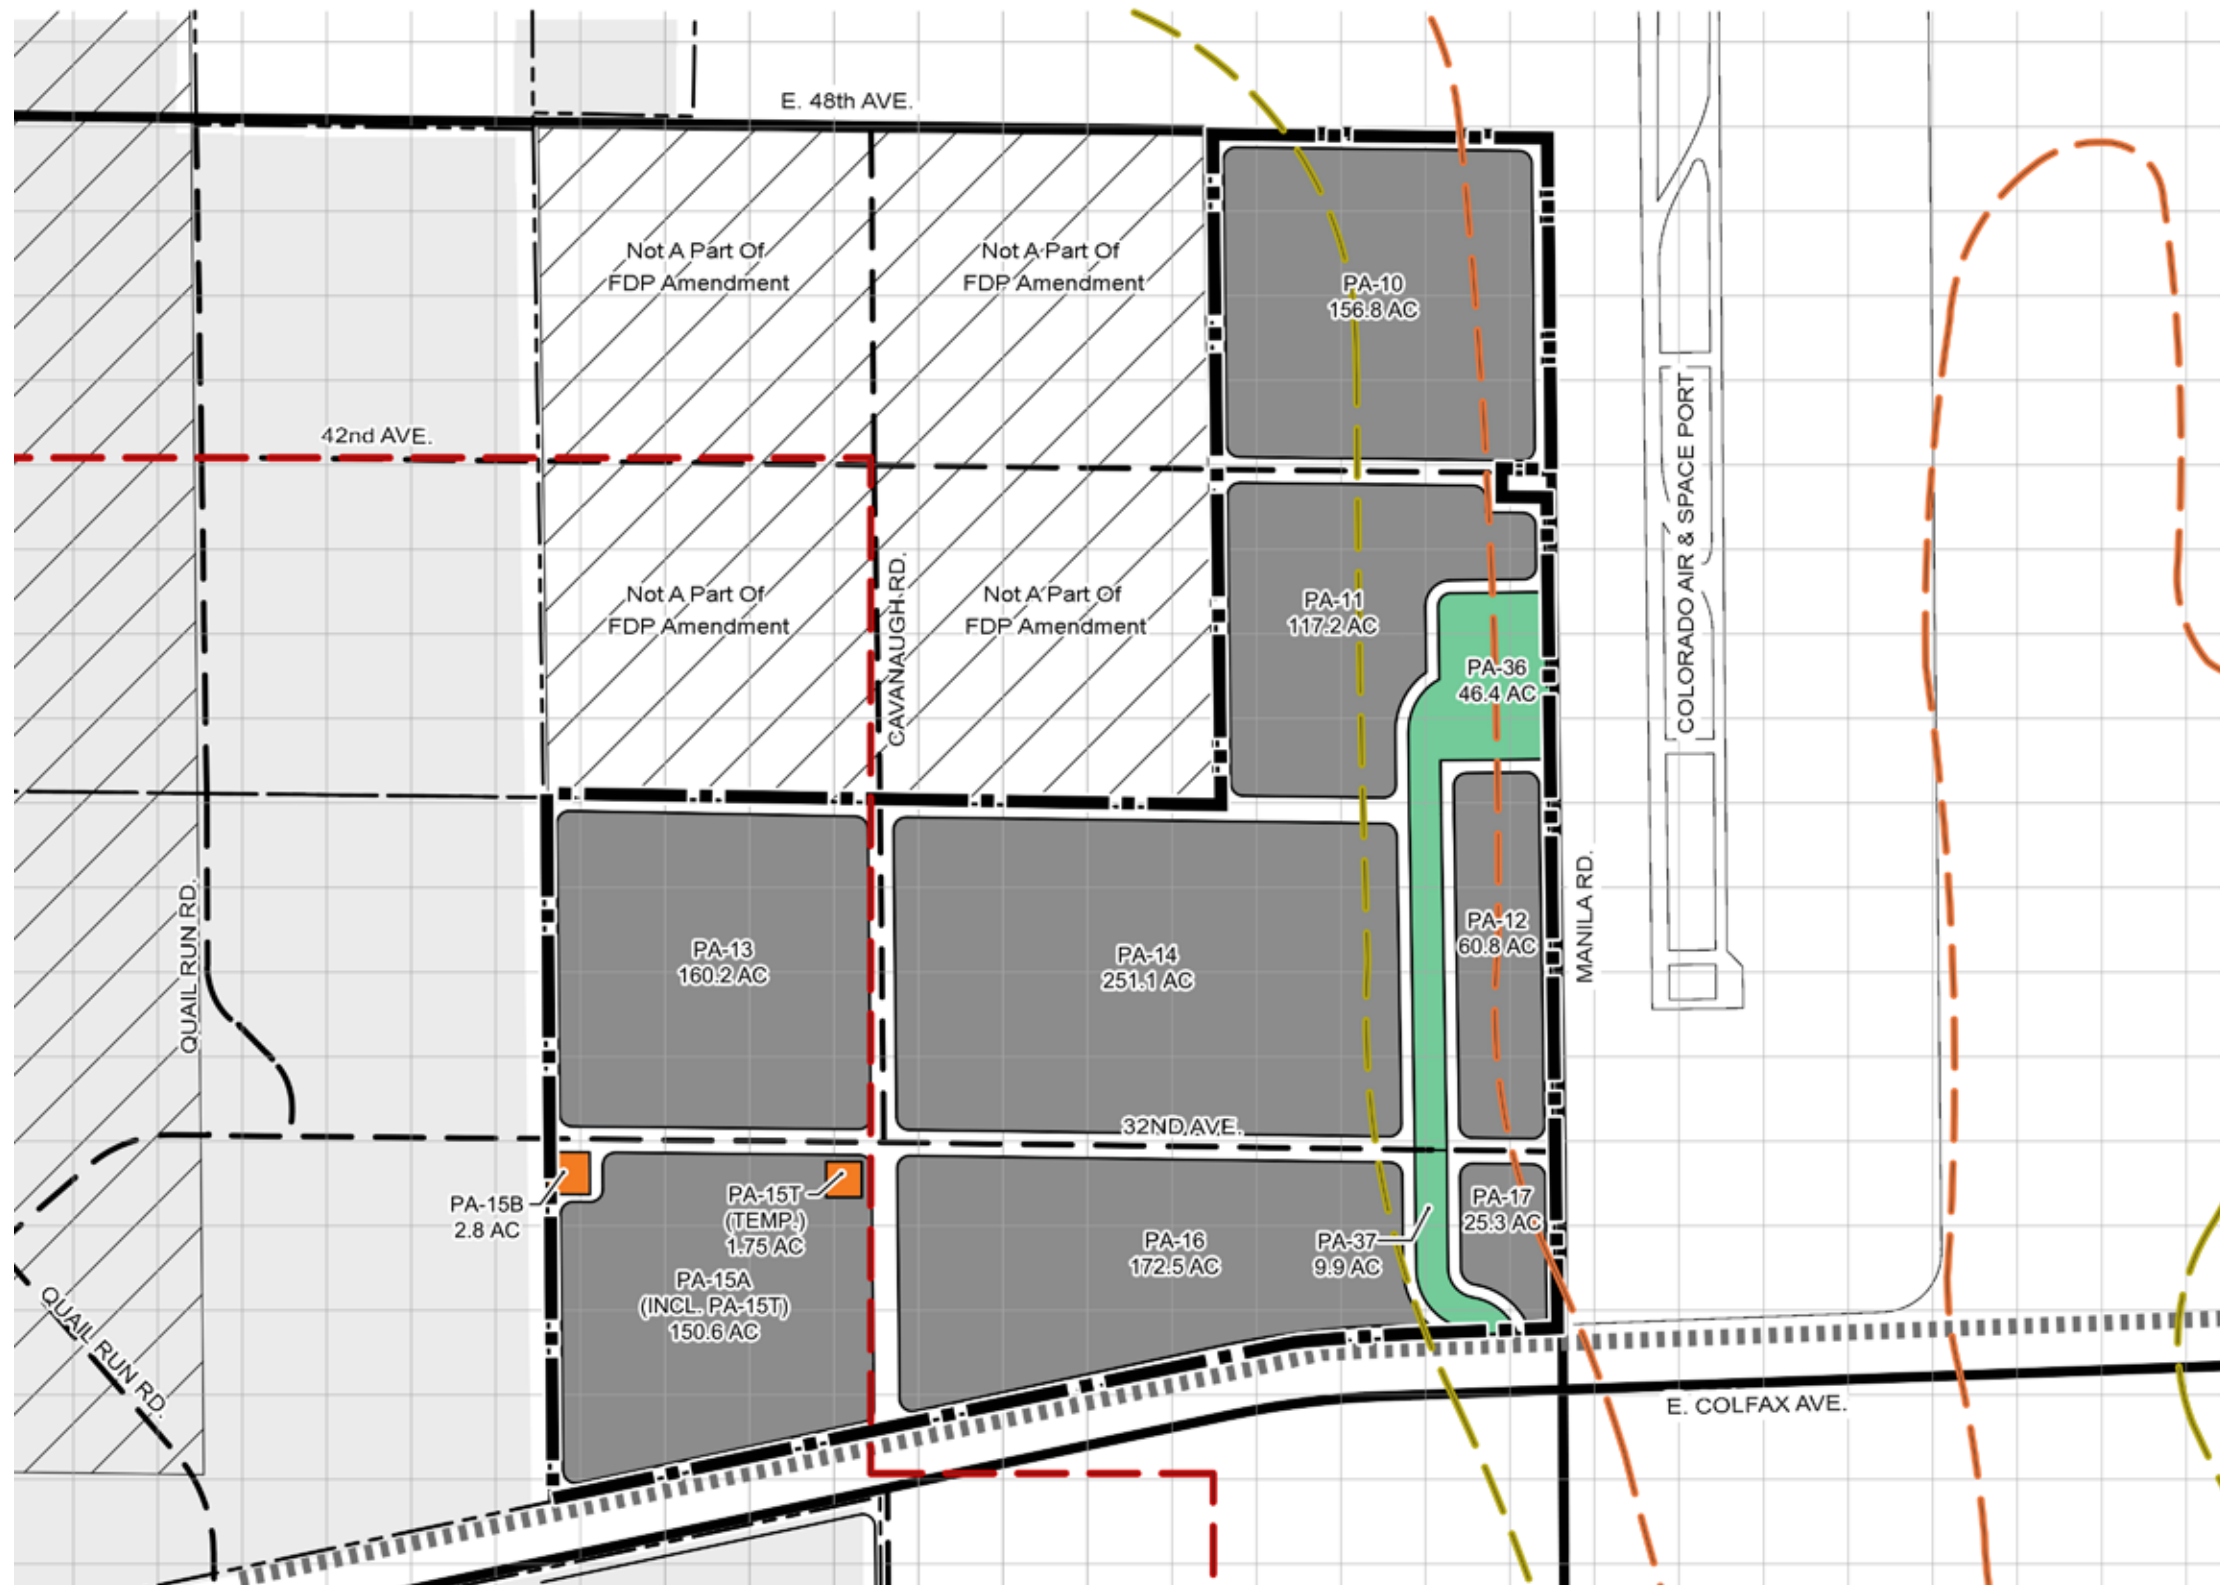 E. 48th AVE.
Not A Part Of
FDP Amendment
Not A Part Of
FDP Amendment
PA-10
156.8 AC
42nd AVE.
COLORADO AIR & SPACE PORT
CAVANAUGH RD.
Not A Part Of
FDP Amendment
Not A Part Of
FDP Amendment
PA-11
117.2 AC
PA-36
46.4 AC
QUAIL RUN RD.
PA-13
160.2 AC
PA-14
251.1 AC
PA-12
60.8 AC
MANILA RD.
32ND AVE.
PA-15B
2.8 AC
PA-15T
(TEMP.)
1.75 AC
PA-15A
(INCL. PA-15T)
150.6 AC
PA-16
172.5 AC
PA-37
9.9 AC
PA-17
25.3 AC
QUAIL RUN RD.
E. COLFAX AVE.